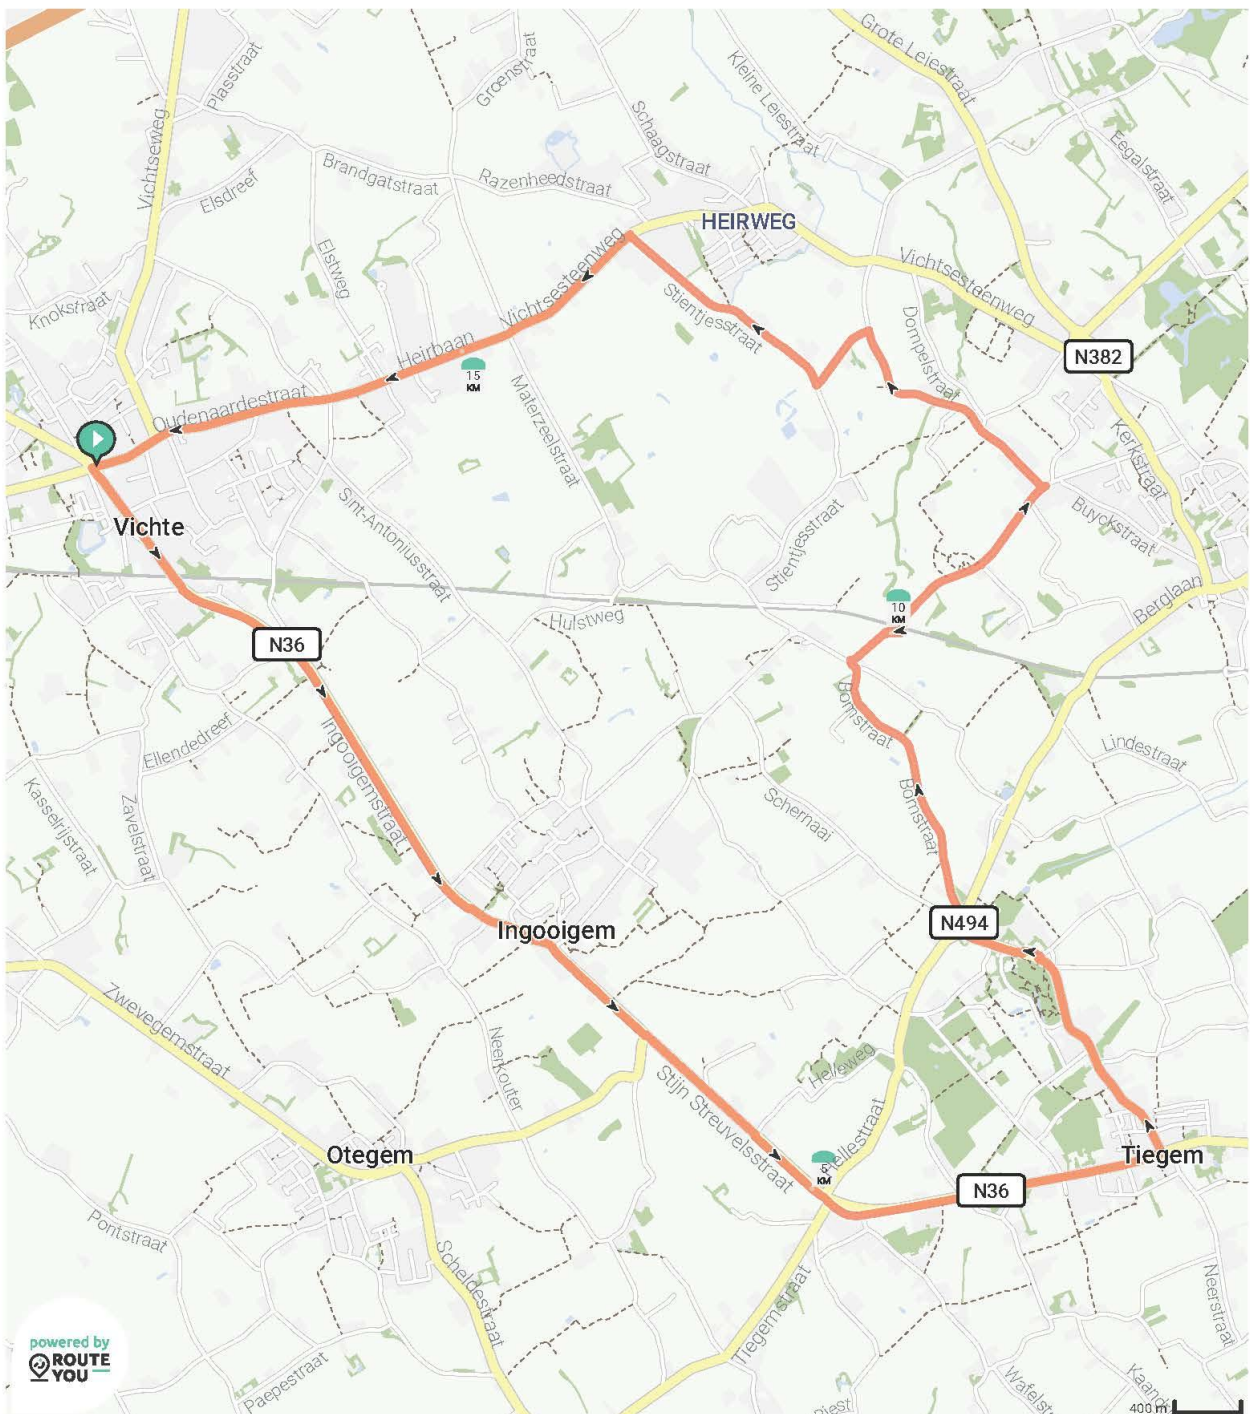 Grote Leiestraat
Plasstraat
Groenstraat
Kleine Leiestraat
Vichtseweg
Schaagstraat
Eegalstraat
Brandgatstraat
Razenheedstraat
Elsdreef
HEIRWEG
Elstweg
Vichtsesteenweg
Vichtsesteenweg
Knokstraat
Stientjesstraat
Dompelstraat
Heirbaan
N382
15
KM
Materzeelstraat
Oudenaardestraat
Kerkstraat
Sint-Antoniusstraat
Vichte
Stientjesstraat
Buyckstraat
Berglaan
10
KM
Hulstweg
N36
Bornstraat
Ellendedreef
Ingooigemstraat
Lindestraat
Kasselrijstraat
Zavelstraat
Schernaai
Bornstraat
N494
Ingooigem
Zwevegemstraat
Neerkouter
Helleweg
Stijn Streuvelsstraat
Hellestraat
Otegem
5
KM
Tiegem
N36
Pontstraat
Scheldestraat
Neerstraat
Tiegemstraat
powered by
ROUTE
YOU
Paepestraat
400 m